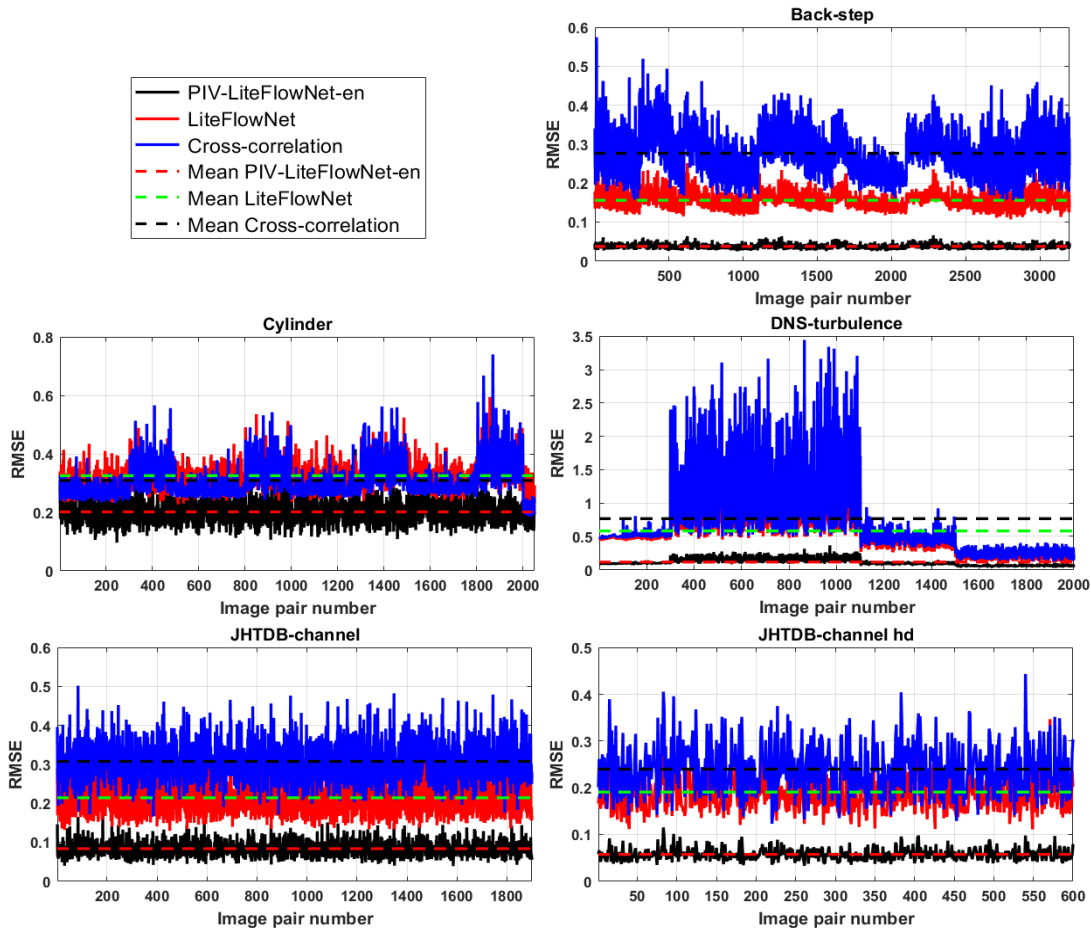 Back-step
PIV-LiteFlowNet-en
LiteFlowNet
Cross-correlation
Mean PIV-LiteFlowNet-en
Mean LiteFlowNet
Mean Cross-correlation
RMSE
0.6
0.5
0.4
0.3
0.2
0.1
0
500 1000 1500 2000 2500 3000
Image pair number
Cylinder
RMSE
0.8
0.6
0.4
0.2
0
200 400 600 800 1000 1200 1400 1600 1800 2000
Image pair number
DNS-turbulence
RMSE
3.5
3
2.5
2
1.5
1
0.5
0
200 400 600 800 1000 1200 1400 1600 1800 2000
Image pair number
JHTDB-channel
RMSE
0.6
0.5
0.4
0.3
0.2
0.1
0
200 400 600 800 1000 1200 1400 1600 1800
Image pair number
JHTDB-channel hd
RMSE
0.5
0.4
0.3
0.2
0.1
0
50 100 150 200 250 300 350 400 450 500 550 600
Image pair number